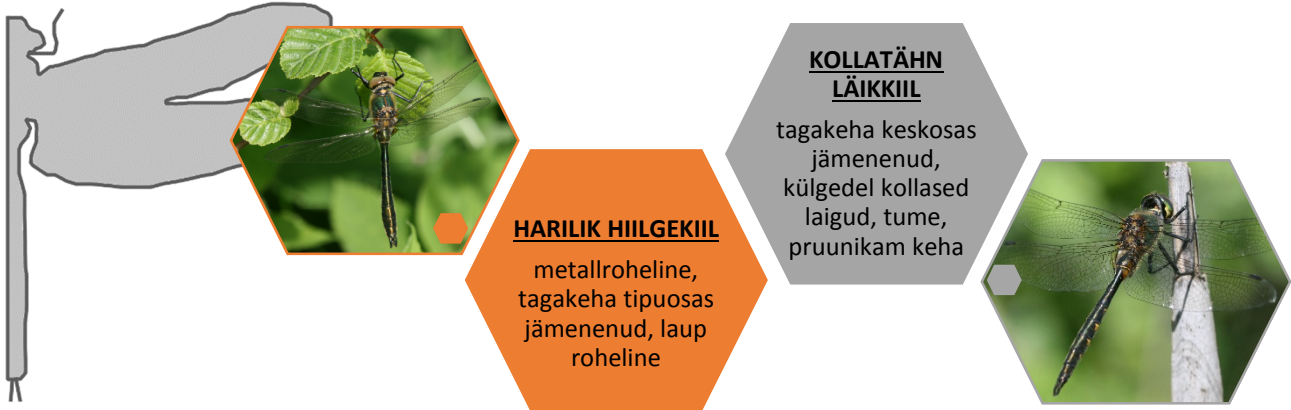 HARILIK HIILGEKIIL
metallroheline,
tagakeha tipuosas
jämenenud, laup
roheline
KOLLATÄHN
LÄIKKIIL
tagakeha keskosas
jämenenud,
külgedel kollased
laigud, tume,
pruunikam keha